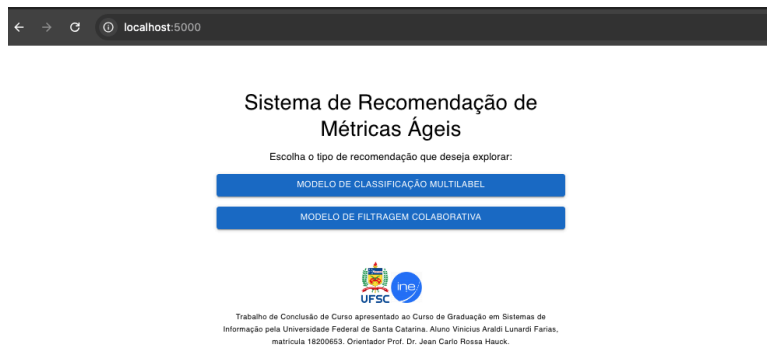 localhost:5000
Sistema de Recomendação de
Métricas Ágeis
Escolha o tipo de recomendação que deseja explorar:
MODELO DE CLASSIFICAÇÃO MULTILABEL
MODELO DE FILTRAGEM COLABORATIVA
UFSC
ine
Trabalho de Conclusão de Curso apresentado ao Curso de Graduação em Sistemas de
Informação pela Universidade Federal de Santa Catarina. Aluno Vinicius Araldi Lunardi Farias,
matrícula 18200653. Orientador Prof. Dr. Jean Carlo Rossa Hauck.